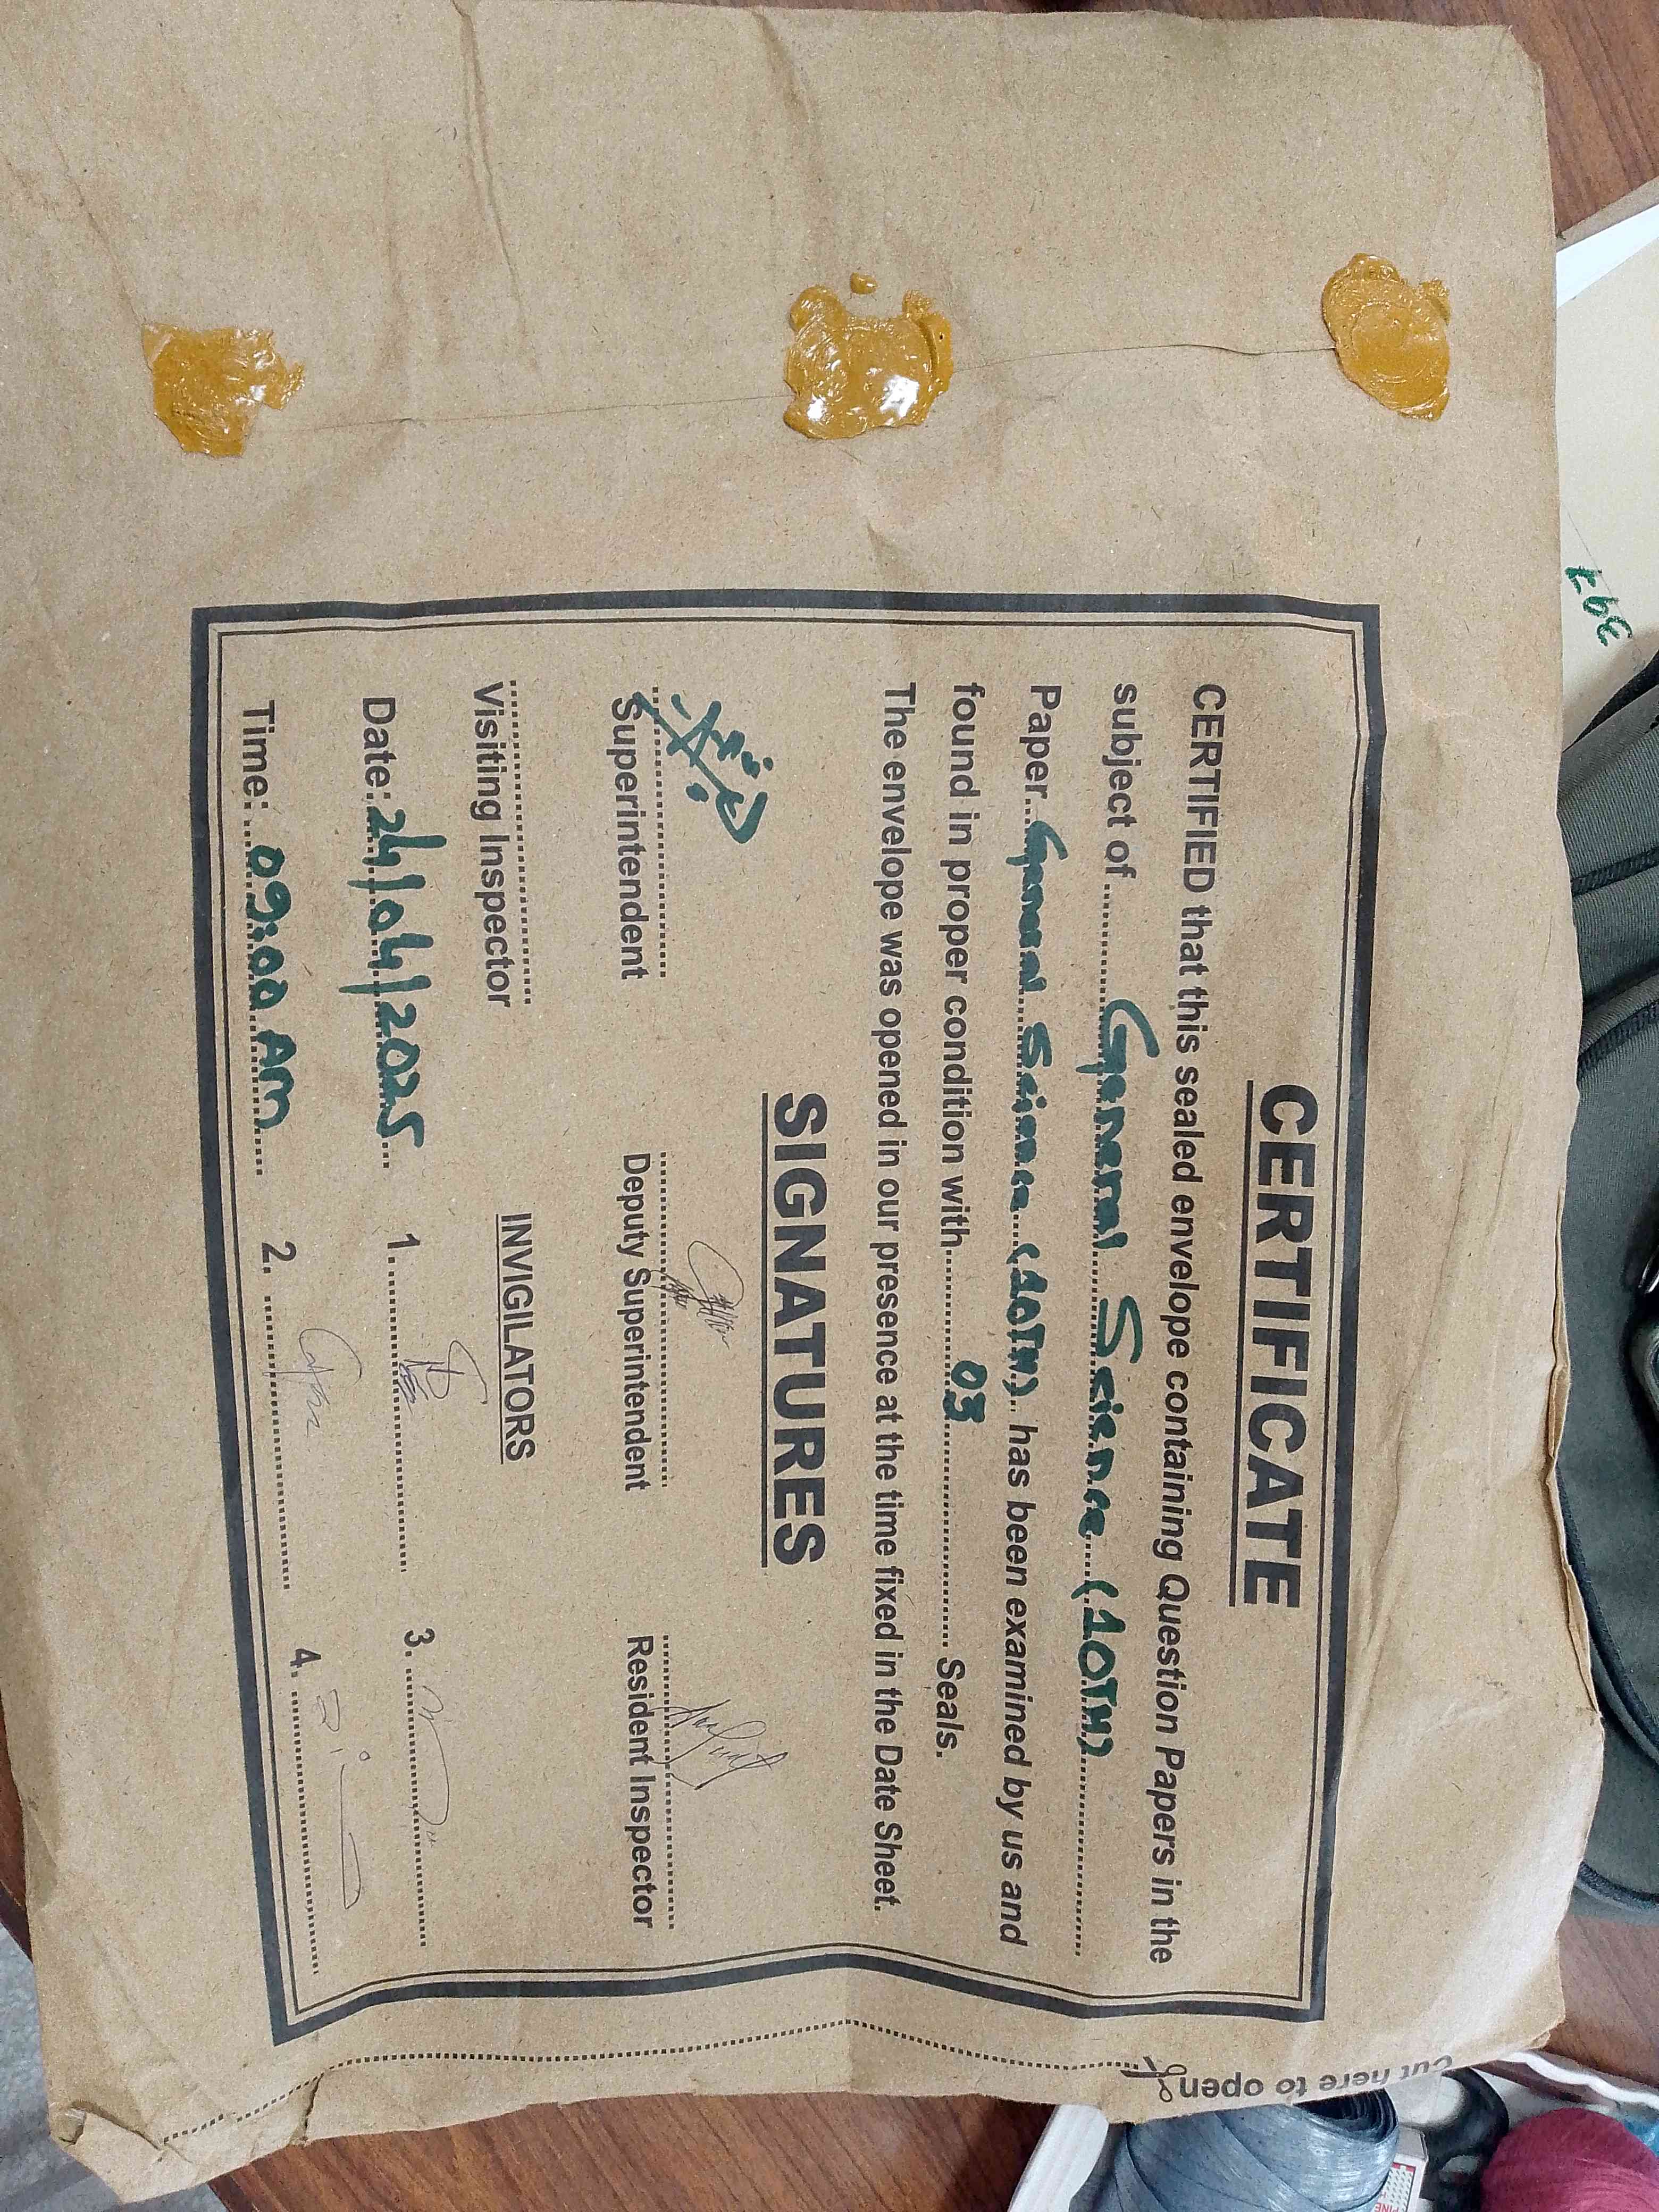 CERTIFICATE
CERTIFIED that this sealed envelope containing Question Papers in the
subject of .......... General Science (10TH) ..........
Paper... General Science (10TH) .. has been examined by us and
found in proper condition with.......... 03 .......... Seals.
The envelope was opened in our presence at the time fixed in the Date Sheet.
SIGNATURES
Superintendent Deputy Superintendent Resident Inspector
Visiting Inspector
INVIGILATORS
Date: 24/04/2025 1. 3.
Time: 09:00 AM 2. 4.
Cut here to open
397